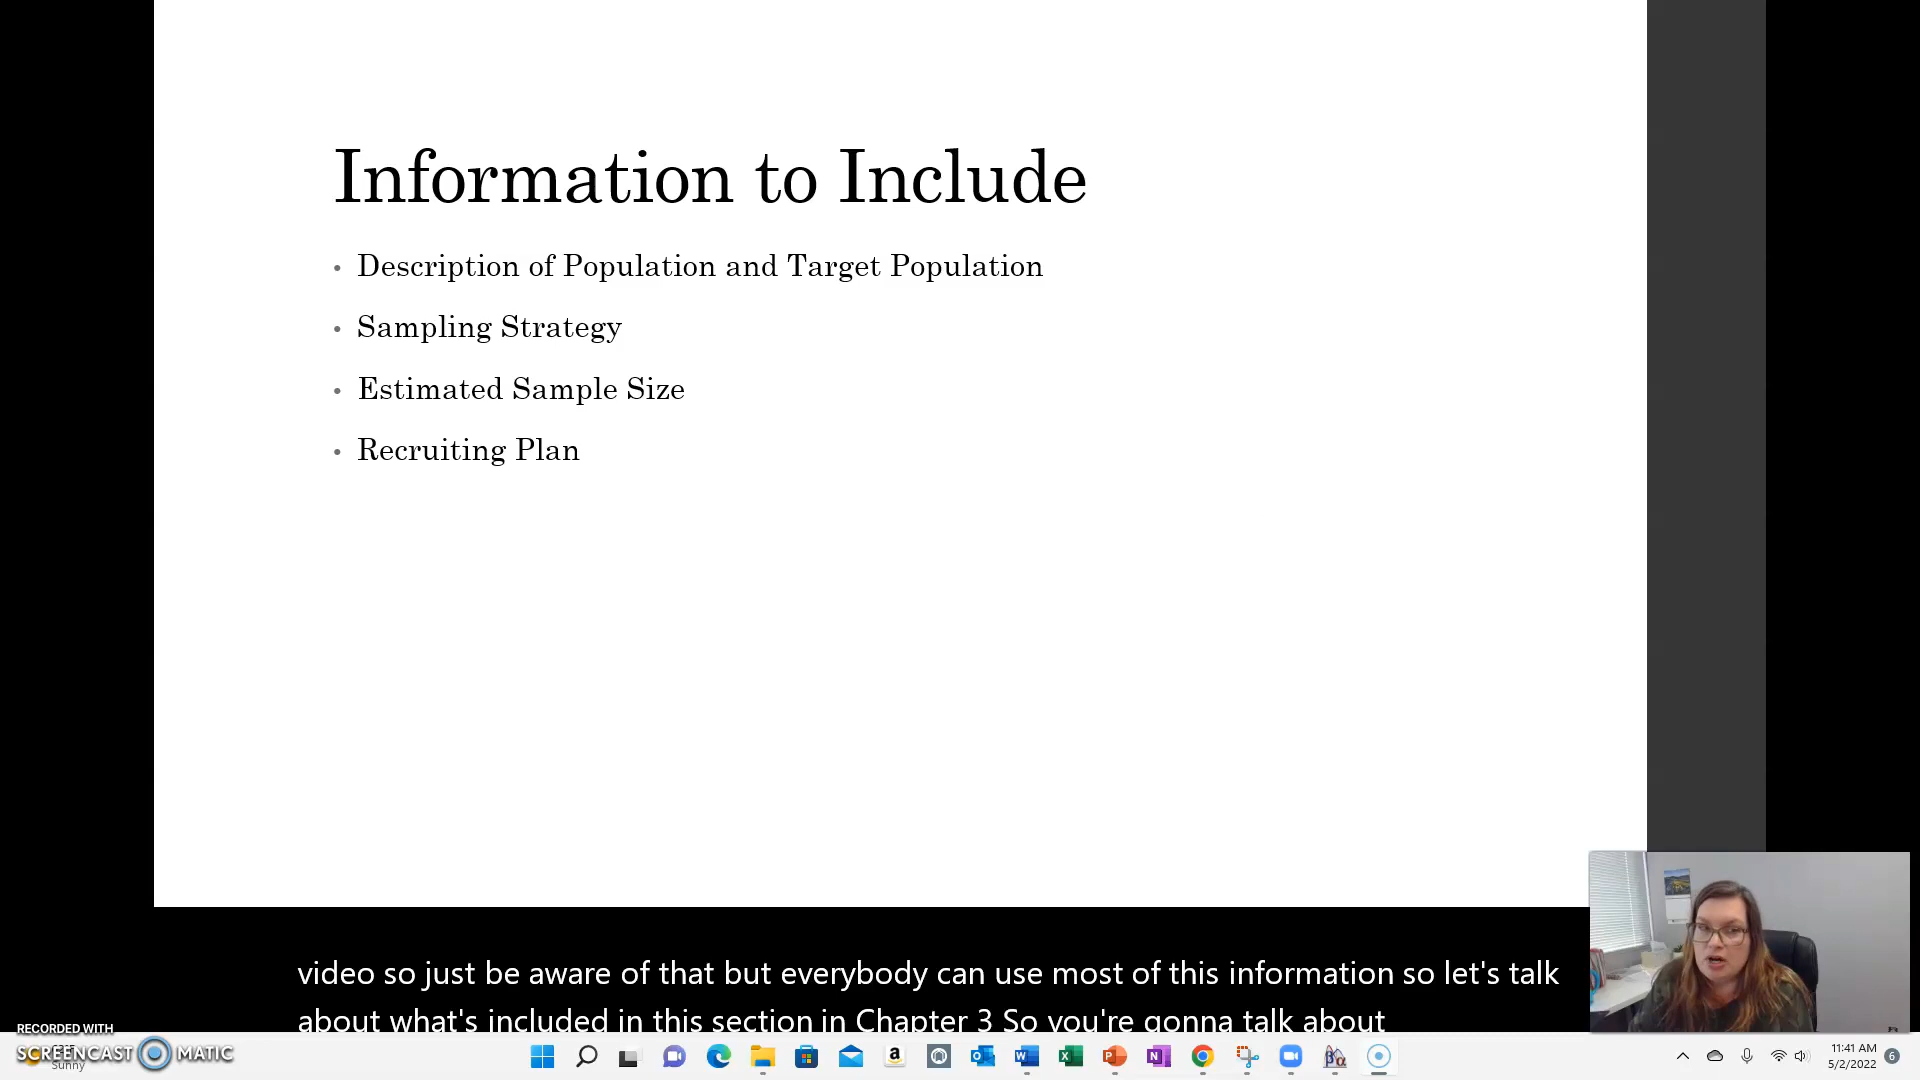 Information to Include
• Description of Population and Target Population
• Sampling Strategy
• Estimated Sample Size
• Recruiting Plan
video so just be aware of that but everybody can use most of this information so let's talk
about what's included in this section in Chapter 3 So you're gonna talk about
RECORDED WITH
SCREENCAST MATIC
Sunny
11:41 AM
5/2/2022
6